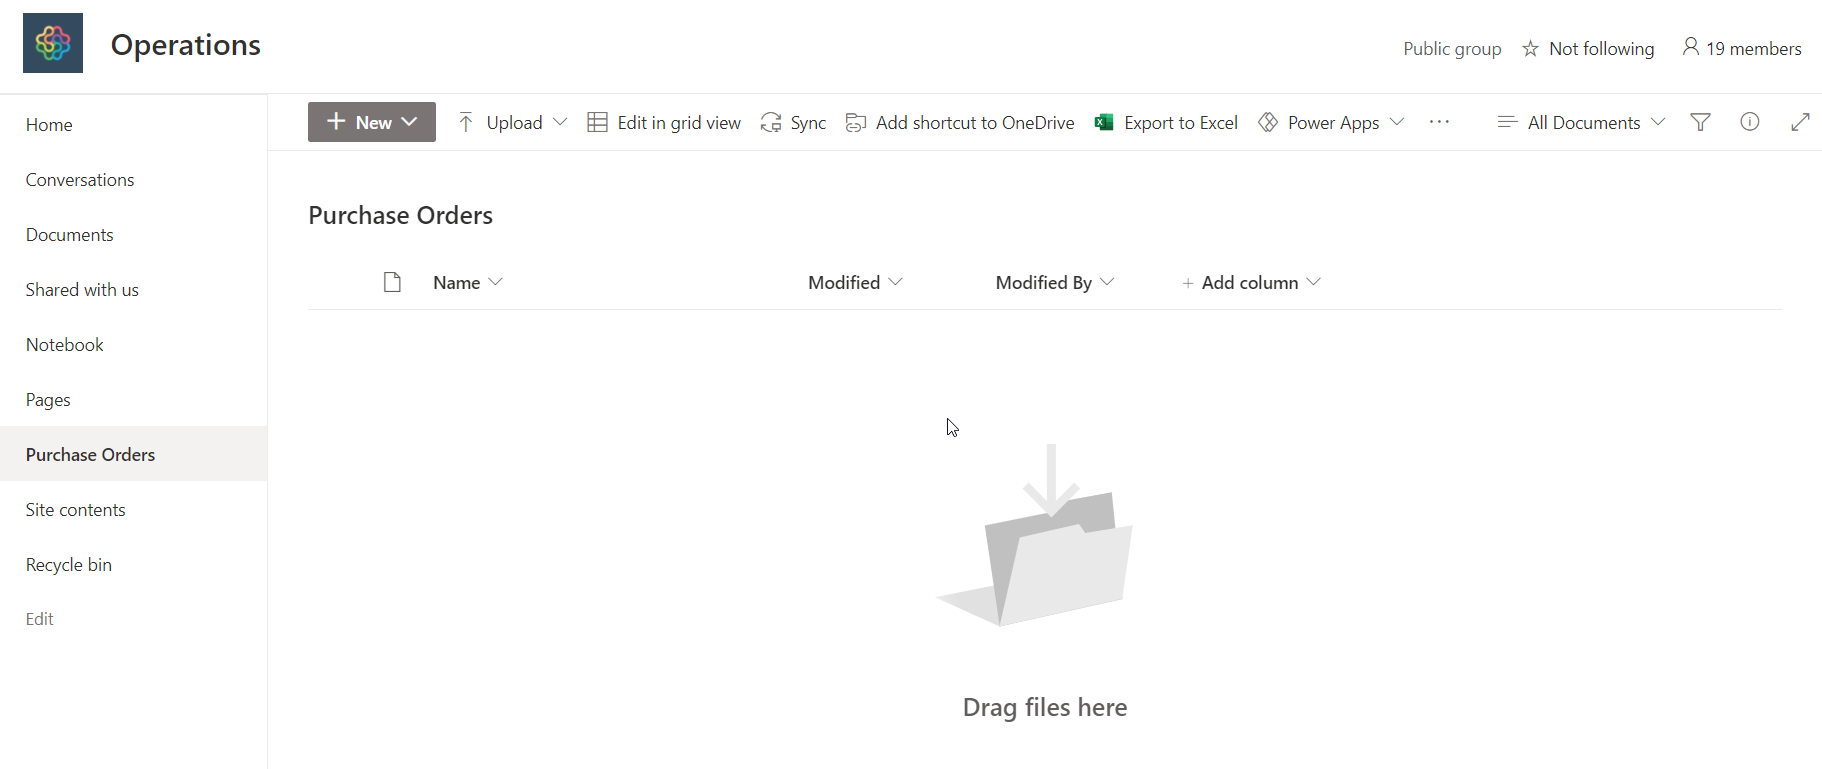 Operations
Public group Not following 19 members
Home
Conversations
Documents
Shared with us
Notebook
Pages
Purchase Orders
Site contents
Recycle bin
Edit
New Upload Edit in grid view Sync Add shortcut to OneDrive Export to Excel Power Apps ... All Documents
Purchase Orders
Name Modified Modified By + Add column
Drag files here